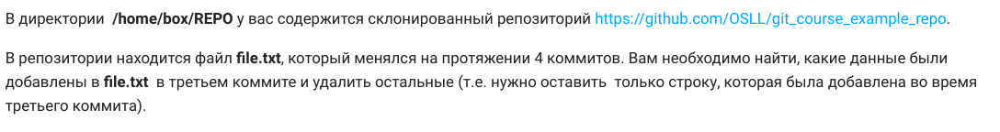 В директории /home/box/REPO у вас содержится склонированный репозиторий https://github.com/OSLL/git_course_example_repo.
В репозитории находится файл file.txt, который менялся на протяжении 4 коммитов. Вам необходимо найти, какие данные были
добавлены в file.txt в третьем коммите и удалить остальные (т.е. нужно оставить только строку, которая была добавлена во время
третьего коммита).